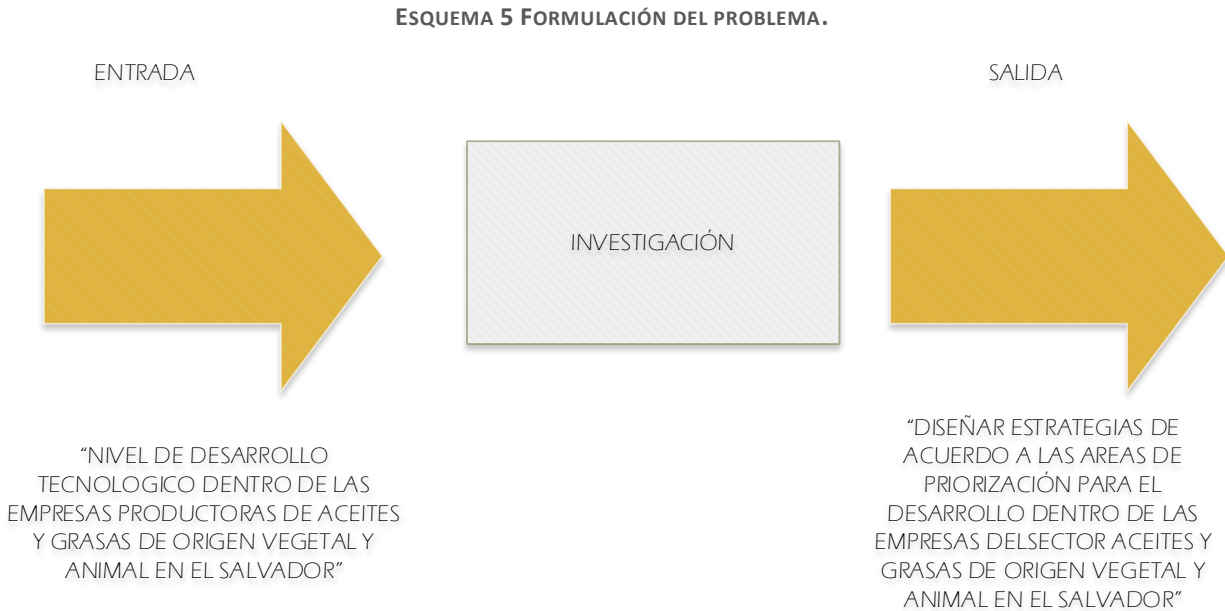 ESQUEMA 5 FORMULACIÓN DEL PROBLEMA.
ENTRADA
SALIDA
INVESTIGACIÓN
“NIVEL DE DESARROLLO
TECNOLOGICO DENTRO DE LAS
EMPRESAS PRODUCTORAS DE ACEITES
Y GRASAS DE ORIGEN VEGETAL Y
ANIMAL EN EL SALVADOR”
“DISEÑAR ESTRATEGIAS DE
ACUERDO A LAS AREAS DE
PRIORIZACIÓN PARA EL
DESARROLLO DENTRO DE LAS
EMPRESAS DELSECTOR ACEITES Y
GRASAS DE ORIGEN VEGETAL Y
ANIMAL EN EL SALVADOR”